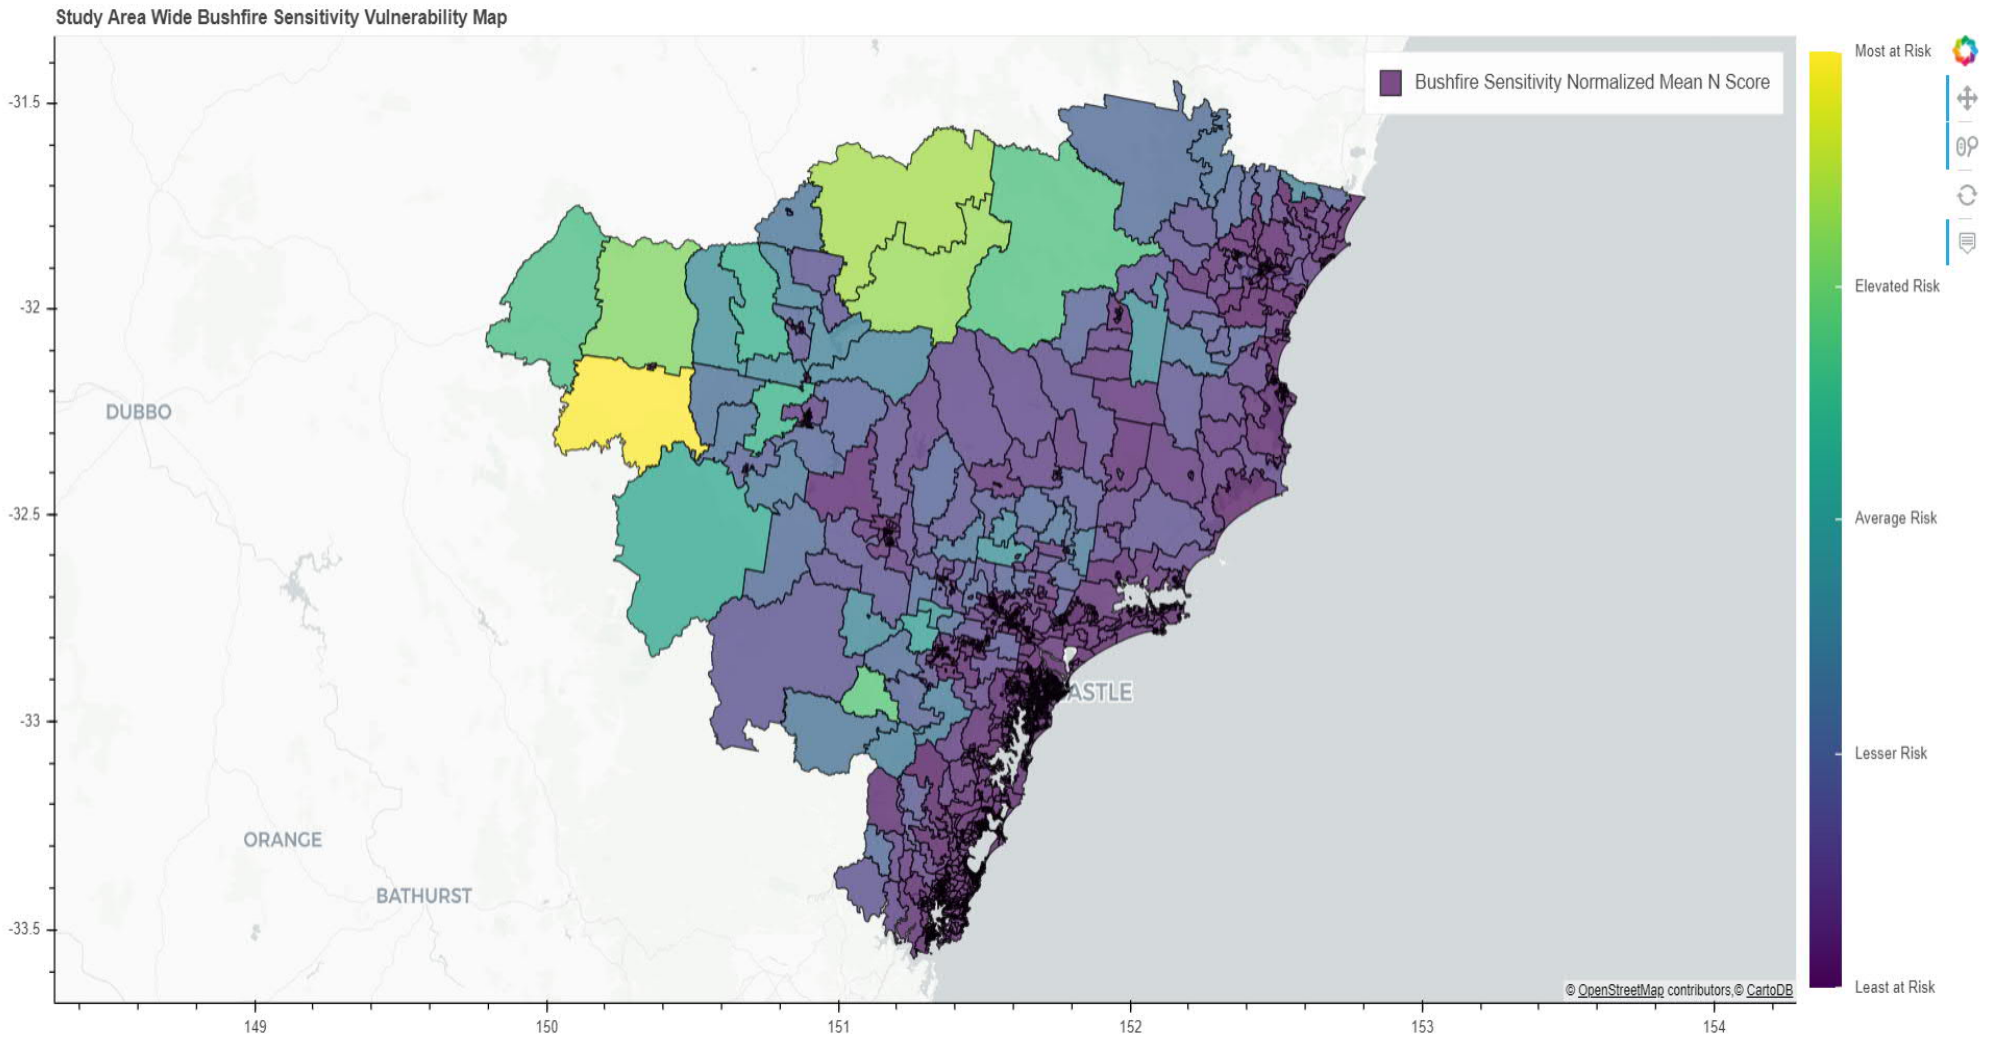 Study Area Wide Bushfire Sensitivity Vulnerability Map
Bushfire Sensitivity Normalized Mean N Score
Most at Risk
Elevated Risk
Average Risk
Lesser Risk
Least at Risk
-31.5
-32
-32.5
-33
-33.5
DUBBO
ORANGE
BATHURST
ASTLE
© OpenStreetMap contributors,© CartoDB
149
150
151
152
153
154